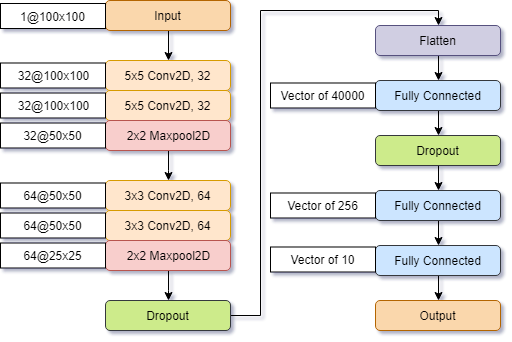 1@100x100 Input
32@100x100 5x5 Conv2D, 32
32@100x100 5x5 Conv2D, 32
32@50x50 2x2 Maxpool2D
64@50x50 3x3 Conv2D, 64
64@50x50 3x3 Conv2D, 64
64@25x25 2x2 Maxpool2D
Dropout
Flatten
Vector of 40000 Fully Connected
Dropout
Vector of 256 Fully Connected
Vector of 10 Fully Connected
Output